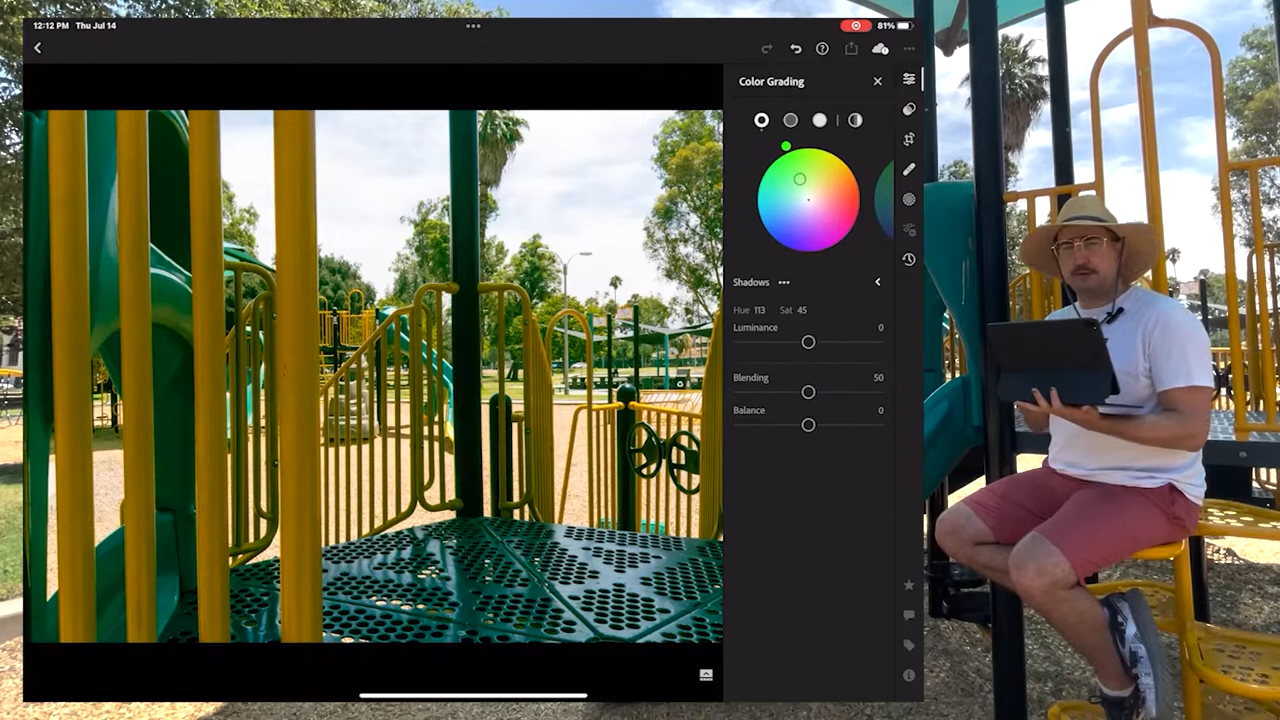 12:12 PM Thu Jul 14
81%
Color Grading
Shadows
Hue 113 Sat 45
Luminance 0
Blending 50
Balance 0